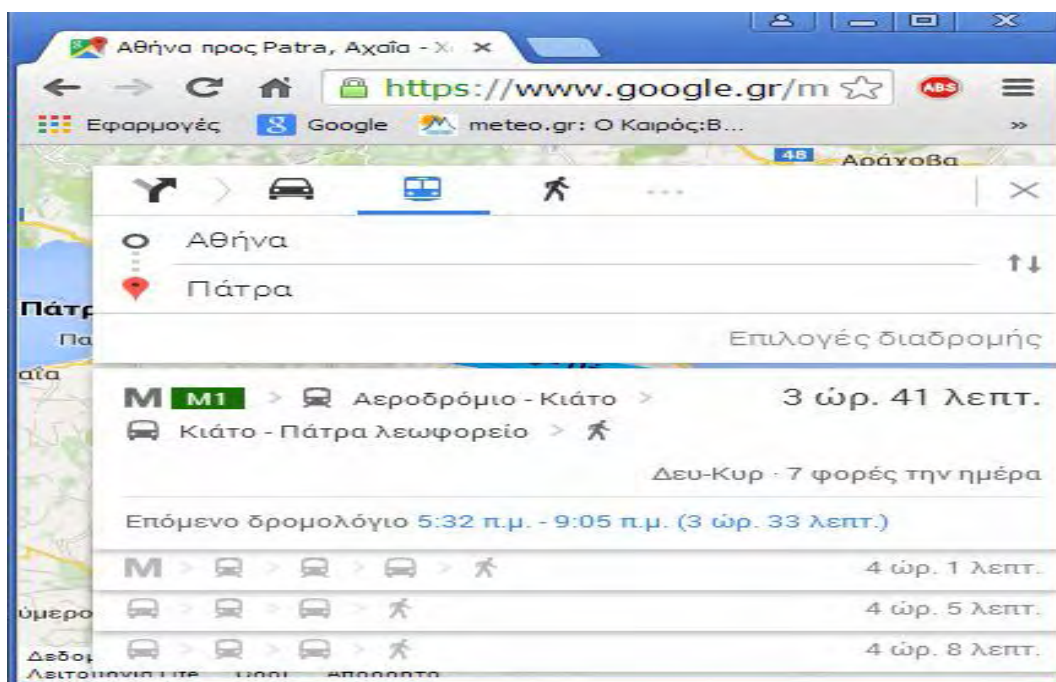 Αθήνα προς Patra, Αχαΐα - Χ
https://www.google.gr/m
ABS
Εφαρμογές Google meteo.gr: Ο Καιρός:Β... »
48 Αράχοβα
Αθήνα
Πάτρα
Επιλογές διαδρομής
M M1 > Αεροδρόμιο - Κιάτο > 3 ώρ. 41 λεπτ.
Κιάτο - Πάτρα λεωφορείο >
Δευ-Κυρ · 7 φορές την ημέρα
Επόμενο δρομολόγιο 5:32 π.μ. - 9:05 π.μ. (3 ώρ. 33 λεπτ.)
M > > > > 4 ώρ. 1 λεπτ.
> > > 4 ώρ. 5 λεπτ.
> > > 4 ώρ. 8 λεπτ.